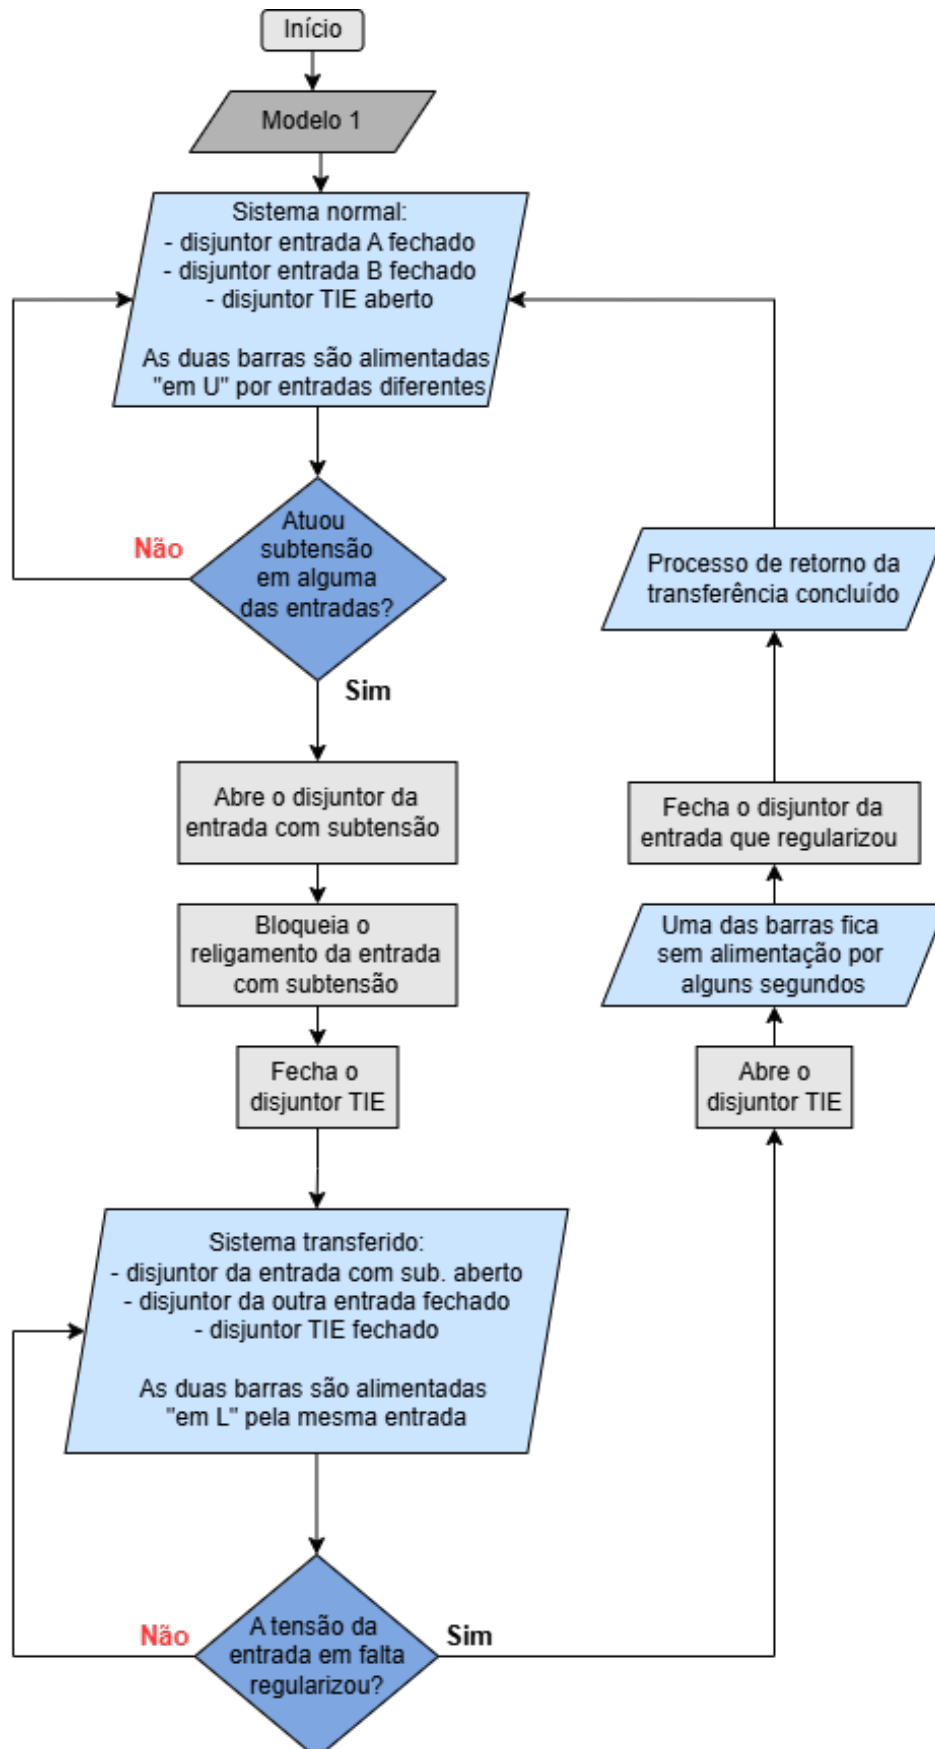 Início
Modelo 1
Sistema normal:
- disjuntor entrada A fechado
- disjuntor entrada B fechado
- disjuntor TIE aberto
As duas barras são alimentadas
"em U" por entradas diferentes
Atuou
subtensão
em alguma
das entradas?
Não
Sim
Abre o disjuntor da
entrada com subtensão
Bloqueia o
religamento da entrada
com subtensão
Fecha o
disjuntor TIE
Sistema transferido:
- disjuntor da entrada com sub. aberto
- disjuntor da outra entrada fechado
- disjuntor TIE fechado
As duas barras são alimentadas
"em L" pela mesma entrada
A tensão da
entrada em falta
regularizou?
Não
Sim
Abre o
disjuntor TIE
Uma das barras fica
sem alimentação por
alguns segundos
Fecha o disjuntor da
entrada que regularizou
Processo de retorno da
transferência concluído